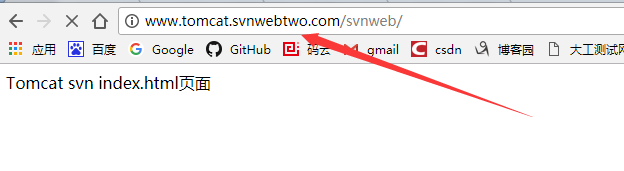 www.tomcat.svnwebtwo.com/svnweb/
应用 百度 Google GitHub 码云 gmail csdn 博客园 大工测试网
Tomcat svn index.html页面